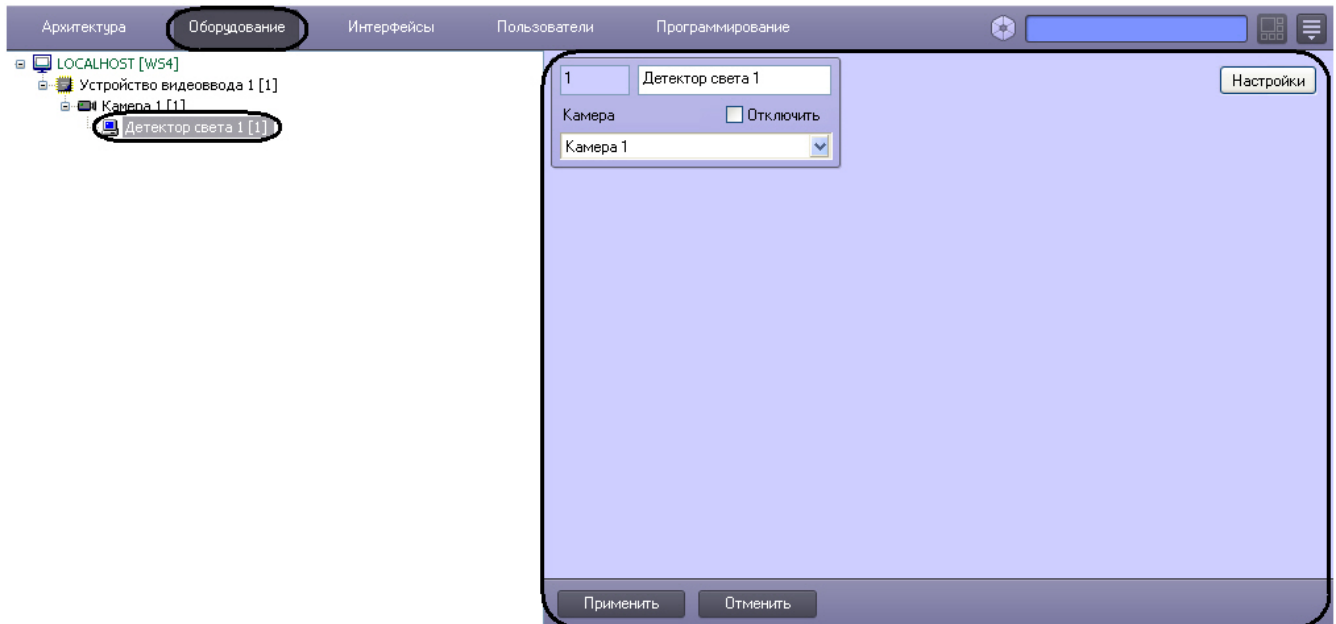 Архитектура Оборудование Интерфейсы Пользователи Программирование
LOCALHOST [WS4]
Устройство видеоввода 1 [1]
Камера 1 [1]
Детектор света 1 [1]
1 Детектор света 1
Настройки
Камера Отключить
Камера 1
Применить Отменить